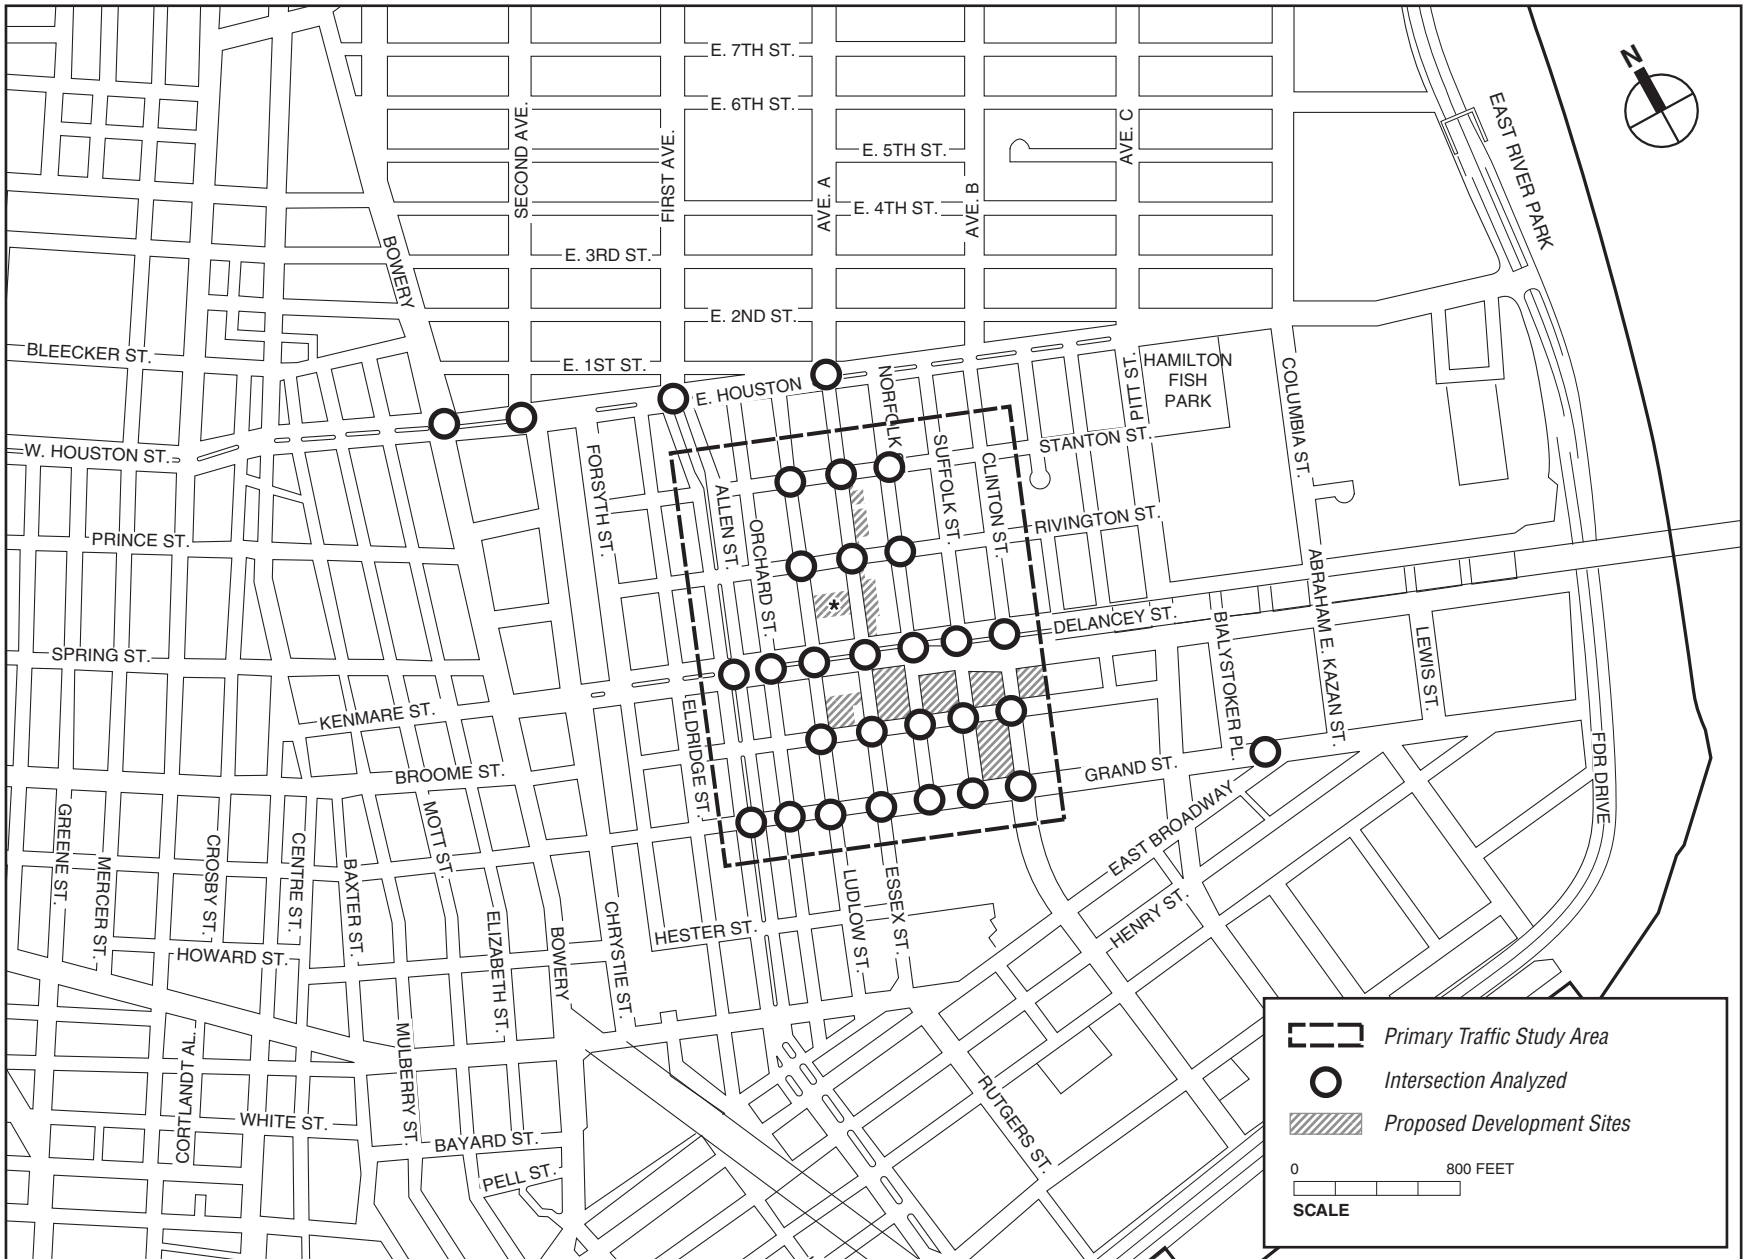 E. 7TH ST.
N
E. 6TH ST.
SECOND AVE.
FIRST AVE.
AVE. C
EAST RIVER PARK
E. 5TH ST.
AVE. A
AVE. B
E. 4TH ST.
BOWERY
E. 3RD ST.
E. 2ND ST.
BLEECKER ST.
E. 1ST ST.
E. HOUSTON
NORFOLK
PITT ST.
HAMILTON
FISH
PARK
COLUMBIA ST.
W. HOUSTON ST.
FORSYTH ST.
SUFFOLK ST.
CLINTON ST.
STANTON ST.
ALLEN ST.
ORCHARD ST.
RIVINGTON ST.
PRINCE ST.
*
DELANCEY ST.
ABRAHAM E. KAZAN ST.
BIALYSTOKER PL.
LEWIS ST.
SPRING ST.
KENMARE ST.
ELDRIDGE ST.
BROOME ST.
GRAND ST.
FDR DRIVE
GREENE ST.
MERCER ST.
CROSBY ST.
CENTRE ST.
BAXTER ST.
MOTT ST.
EAST BROADWAY
ELIZABETH ST.
BOWERY
CHRYSTIE ST.
HESTER ST.
LUDLOW ST.
ESSEX ST.
HENRY ST.
HOWARD ST.
CORTLANDT AL.
MULBERRY ST.
WHITE ST.
BAYARD ST.
PELL ST.
RUTGERS ST.
Primary Traffic Study Area
Intersection Analyzed
Proposed Development Sites
0 800 FEET
SCALE